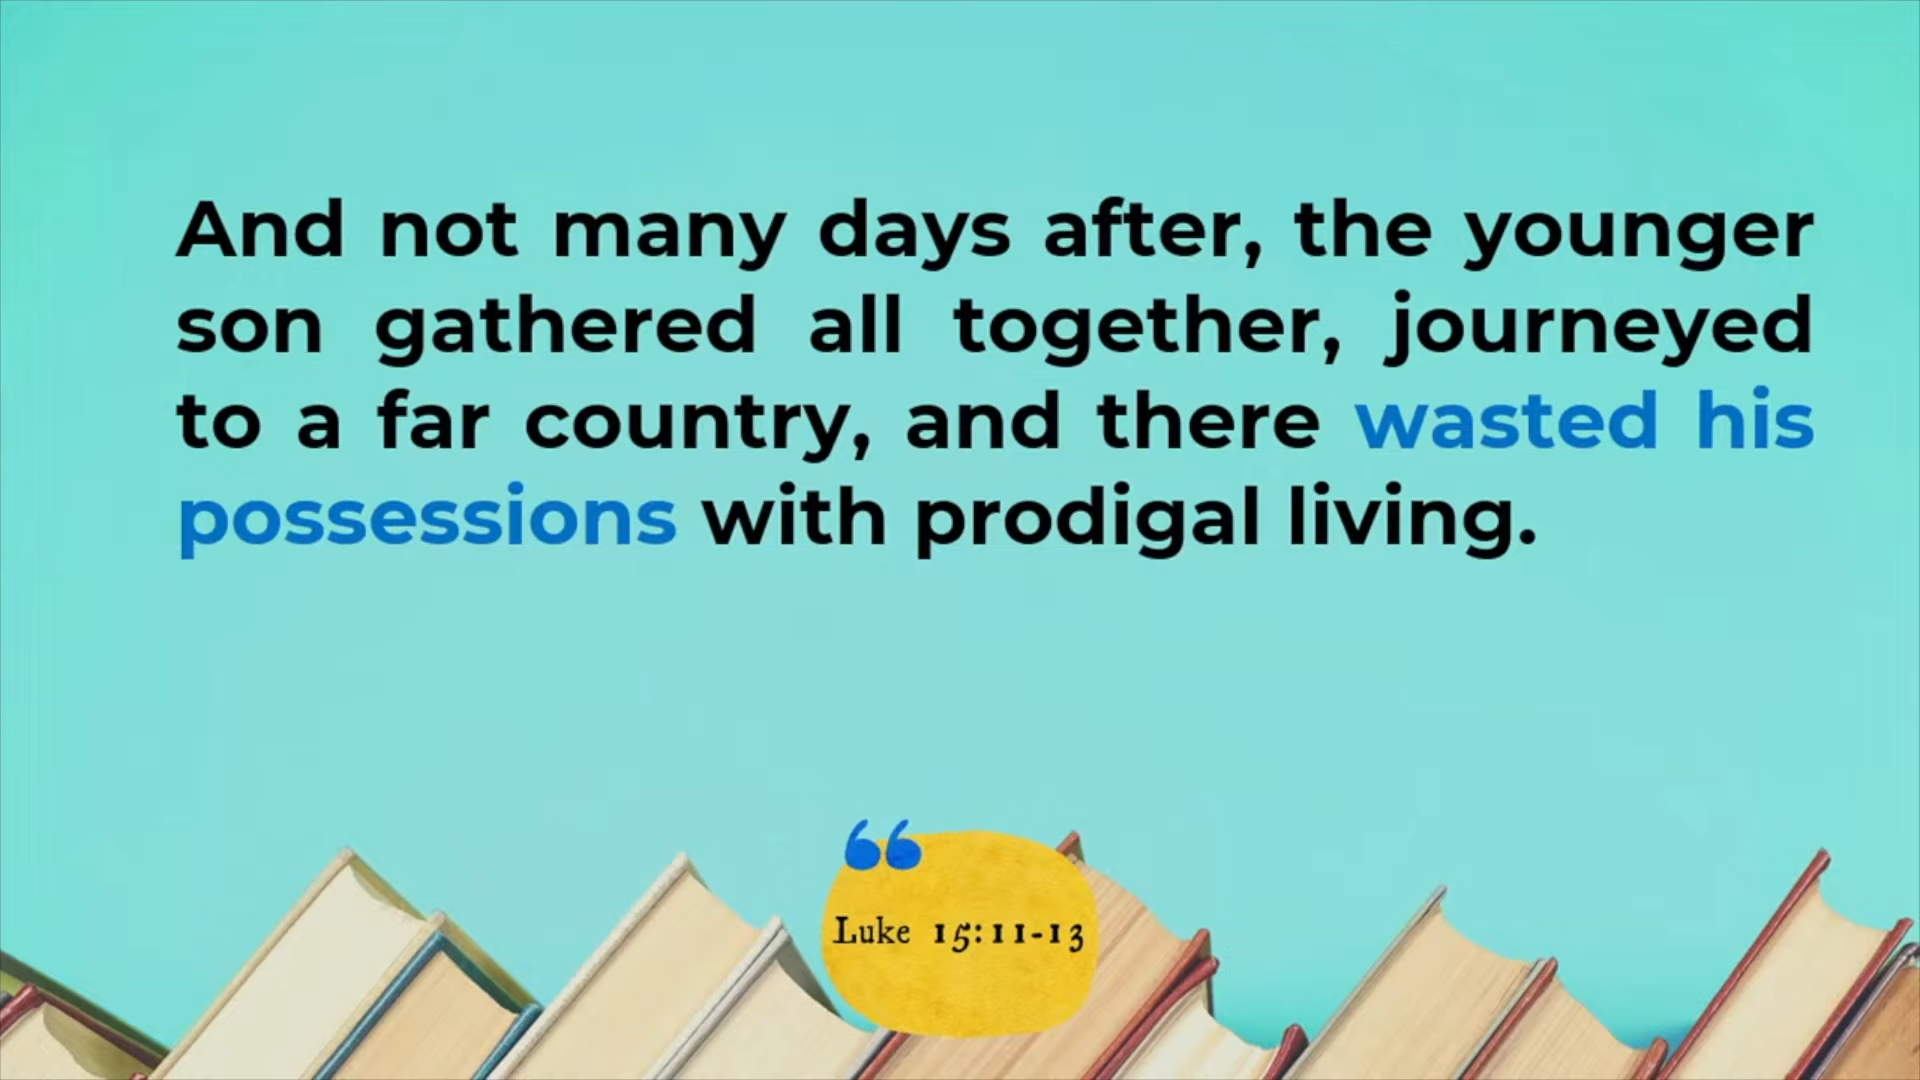 And not many days after, the younger
son gathered all together, journeyed
to a far country, and there wasted his
possessions with prodigal living.
Luke 15:11-13